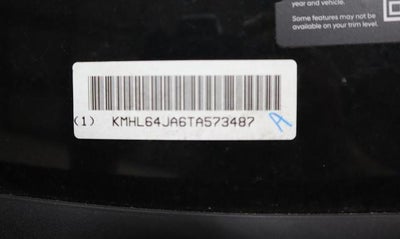 year and vehicle.
Some features may not be
available on your trim level.
(1) KMHL64JA6TA573487 A